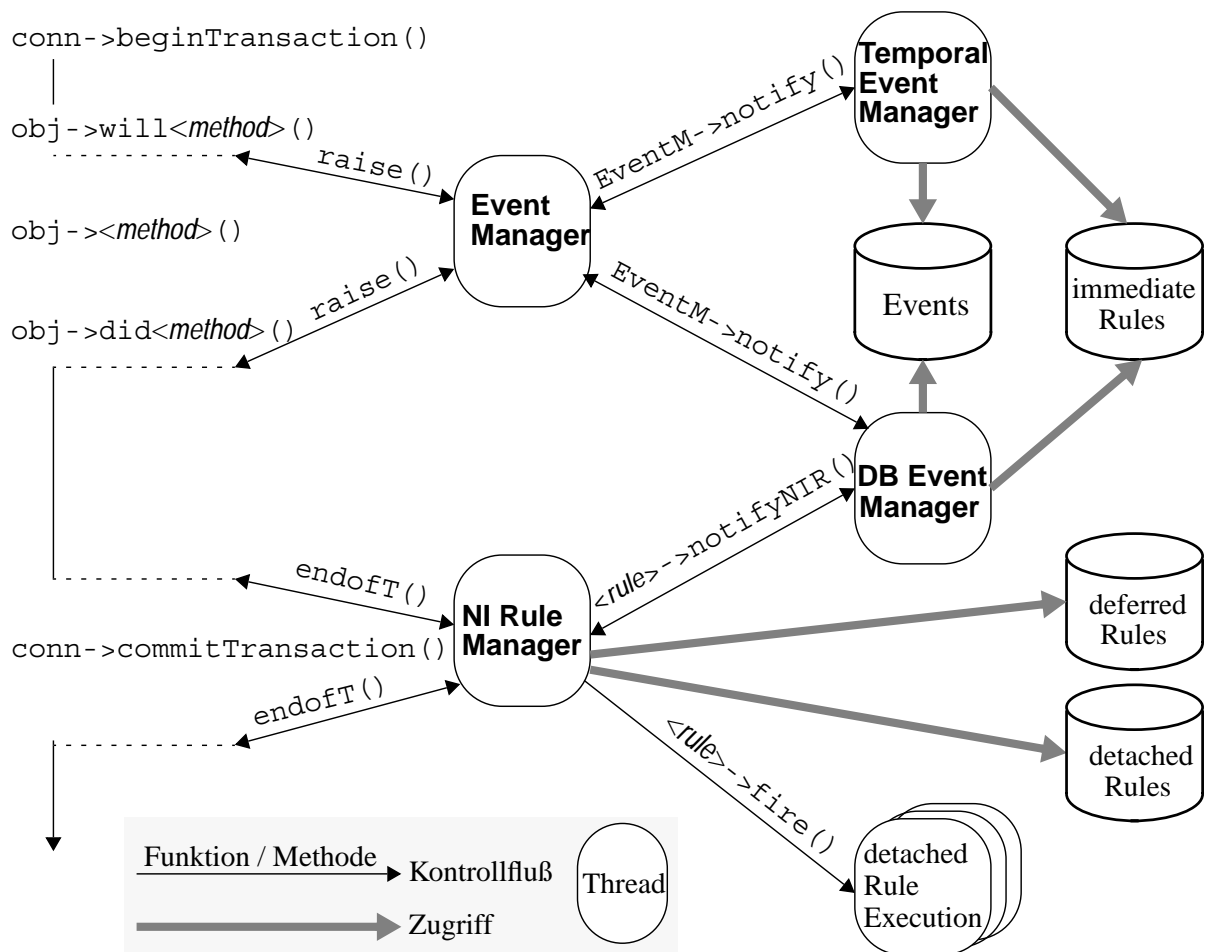 conn->beginTransaction()
obj->will<method>()
raise()
obj-><method>()
raise()
obj->did<method>()
endofT()
conn->commitTransaction()
endofT()
Event
Manager
EventM->notify()
Temporal
Event
Manager
EventM->notify()
Events
immediate
Rules
DB Event
Manager
<rule>->notifyNIR()
NI Rule
Manager
deferred
Rules
detached
Rules
<rule>->fire()
detached
Rule
Execution
Funktion / Methode
Kontrollfluß
Zugriff
Thread